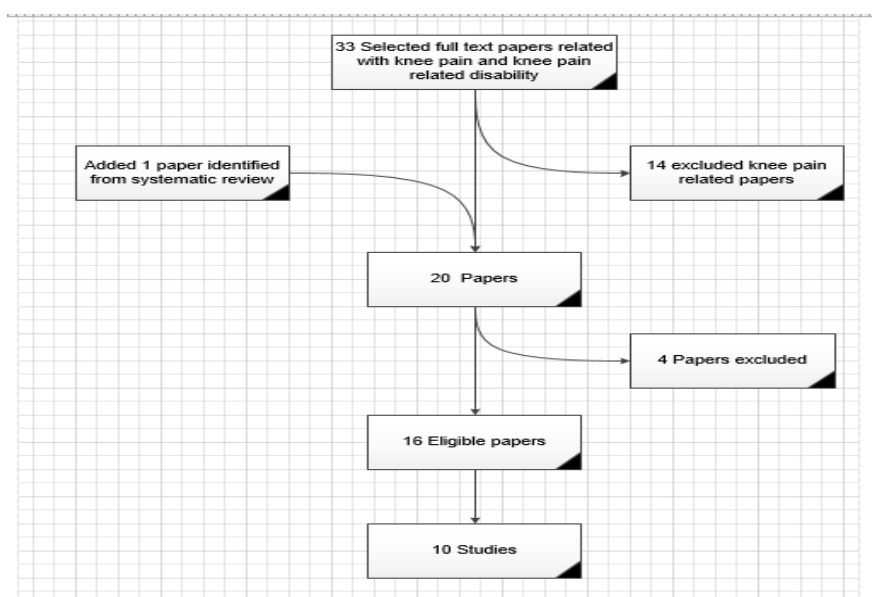 33 Selected full text papers related
with knee pain and knee pain
related disability
Added 1 paper identified
from systematic review
14 excluded knee pain
related papers
20 Papers
4 Papers excluded
16 Eligible papers
10 Studies